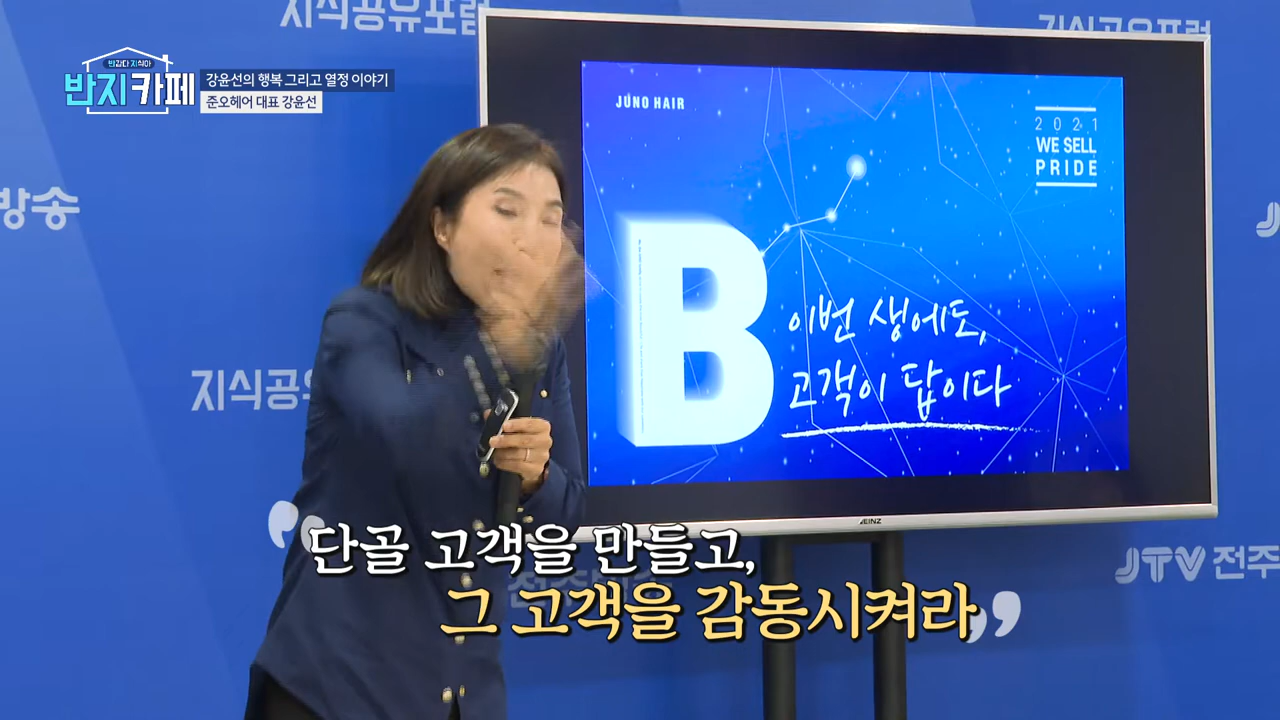 지식공유포럼
지식공유포럼
반갑다 지식아
반지카페
강윤선의 행복 그리고 열정 이야기
준오헤어 대표 강윤선
JUNO HAIR
2021
WE SELL
PRIDE
방송
B
이번 생에도,
고객이 답이다
지식공유
AEINZ
단골 고객을 만들고,
그 고객을 감동시켜라
JTV 전주